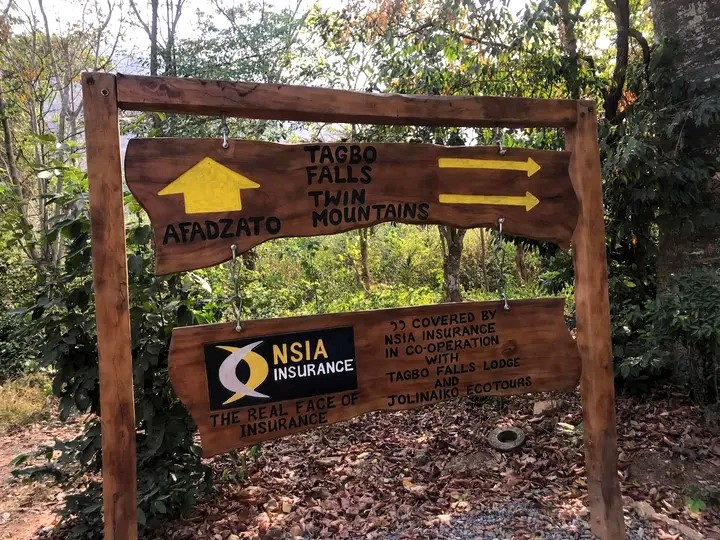 AFADZATO
TAGBO
FALLS
TWIN
MOUNTAINS
NSIA
INSURANCE
THE REAL FACE OF
INSURANCE
,, COVERED BY
NSIA INSURANCE
IN CO-OPERATION
WITH
TAGBO FALLS LODGE
AND
JOLINAIKO ECOTOURS